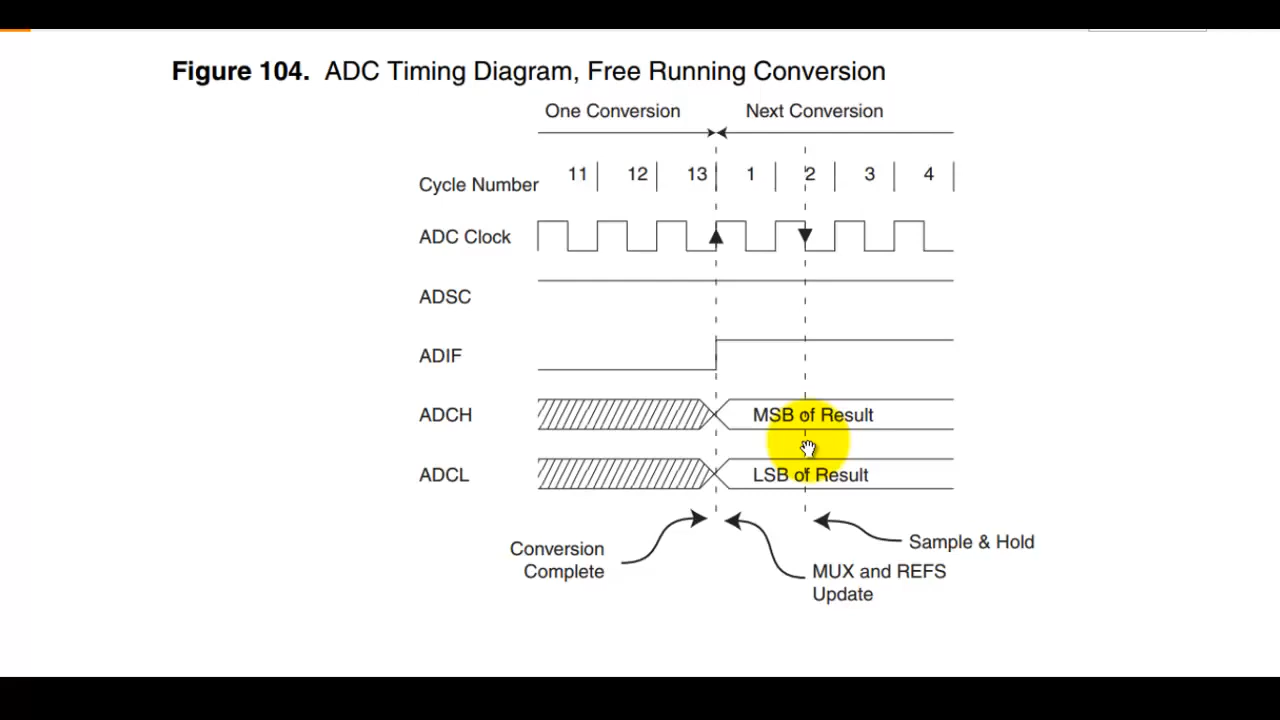 Figure 104. ADC Timing Diagram, Free Running Conversion
One Conversion Next Conversion
Cycle Number 11 12 13 1 2 3 4
ADC Clock
ADSC
ADIF
ADCH MSB of Result
ADCL LSB of Result
Conversion Complete
MUX and REFS Update
Sample & Hold